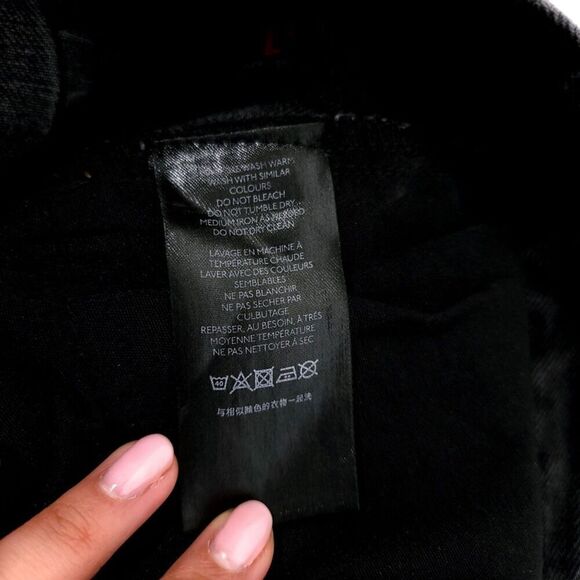 WASH WARM
WASH WITH SIMILAR
COLOURS
DO NOT BLEACH
DO NOT TUMBLE DRY
MEDIUM IRON AS NEEDED
DO NOT DRY CLEAN
LAVAGE EN MACHINE À
TEMPÉRATURE CHAUDE
LAVER AVEC DES COULEURS
SEMBLABLES
NE PAS BLANCHIR
NE PAS SECHER PAR
CULBUTAGE
REPASSER, AU BESOIN, À TRÉS
MOYENNE TEMPÉRATURE
NE PAS NETTOYER À SEC
40
与相似颜色的衣物一起洗